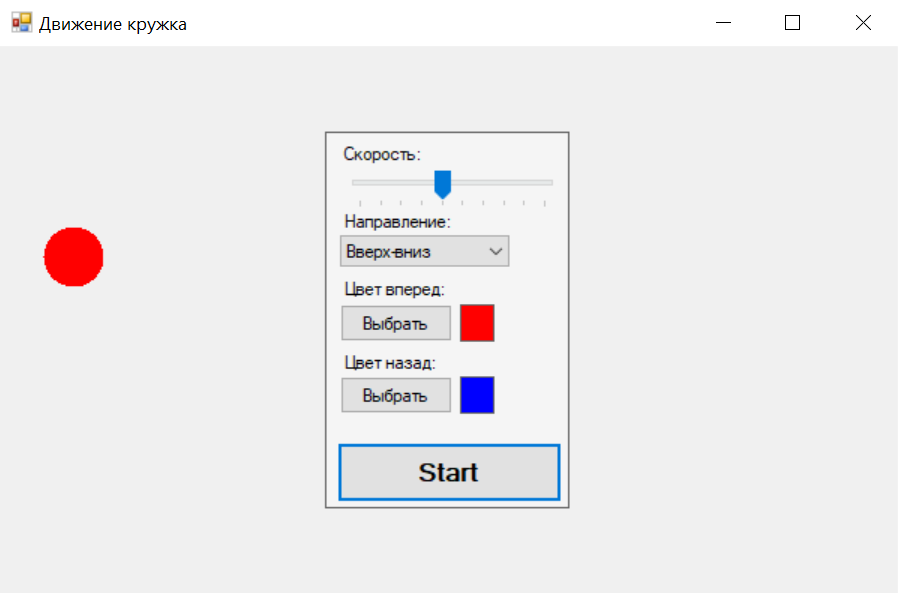 Движение кружка
Скорость:
Направление:
Вверх-вниз
Цвет вперед:
Выбрать
Цвет назад:
Выбрать
Start